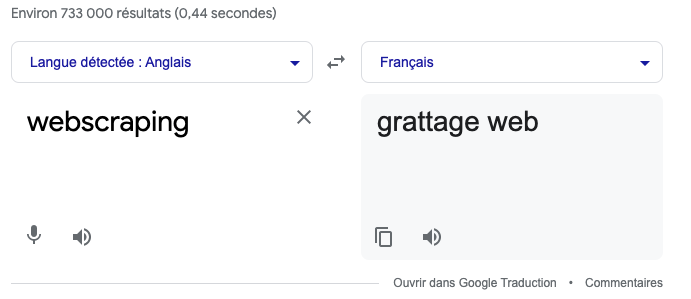 Environ 733 000 résultats (0,44 secondes)
Langue détectée : Anglais
Français
webscraping
grattage web
Ouvrir dans Google Traduction • Commentaires